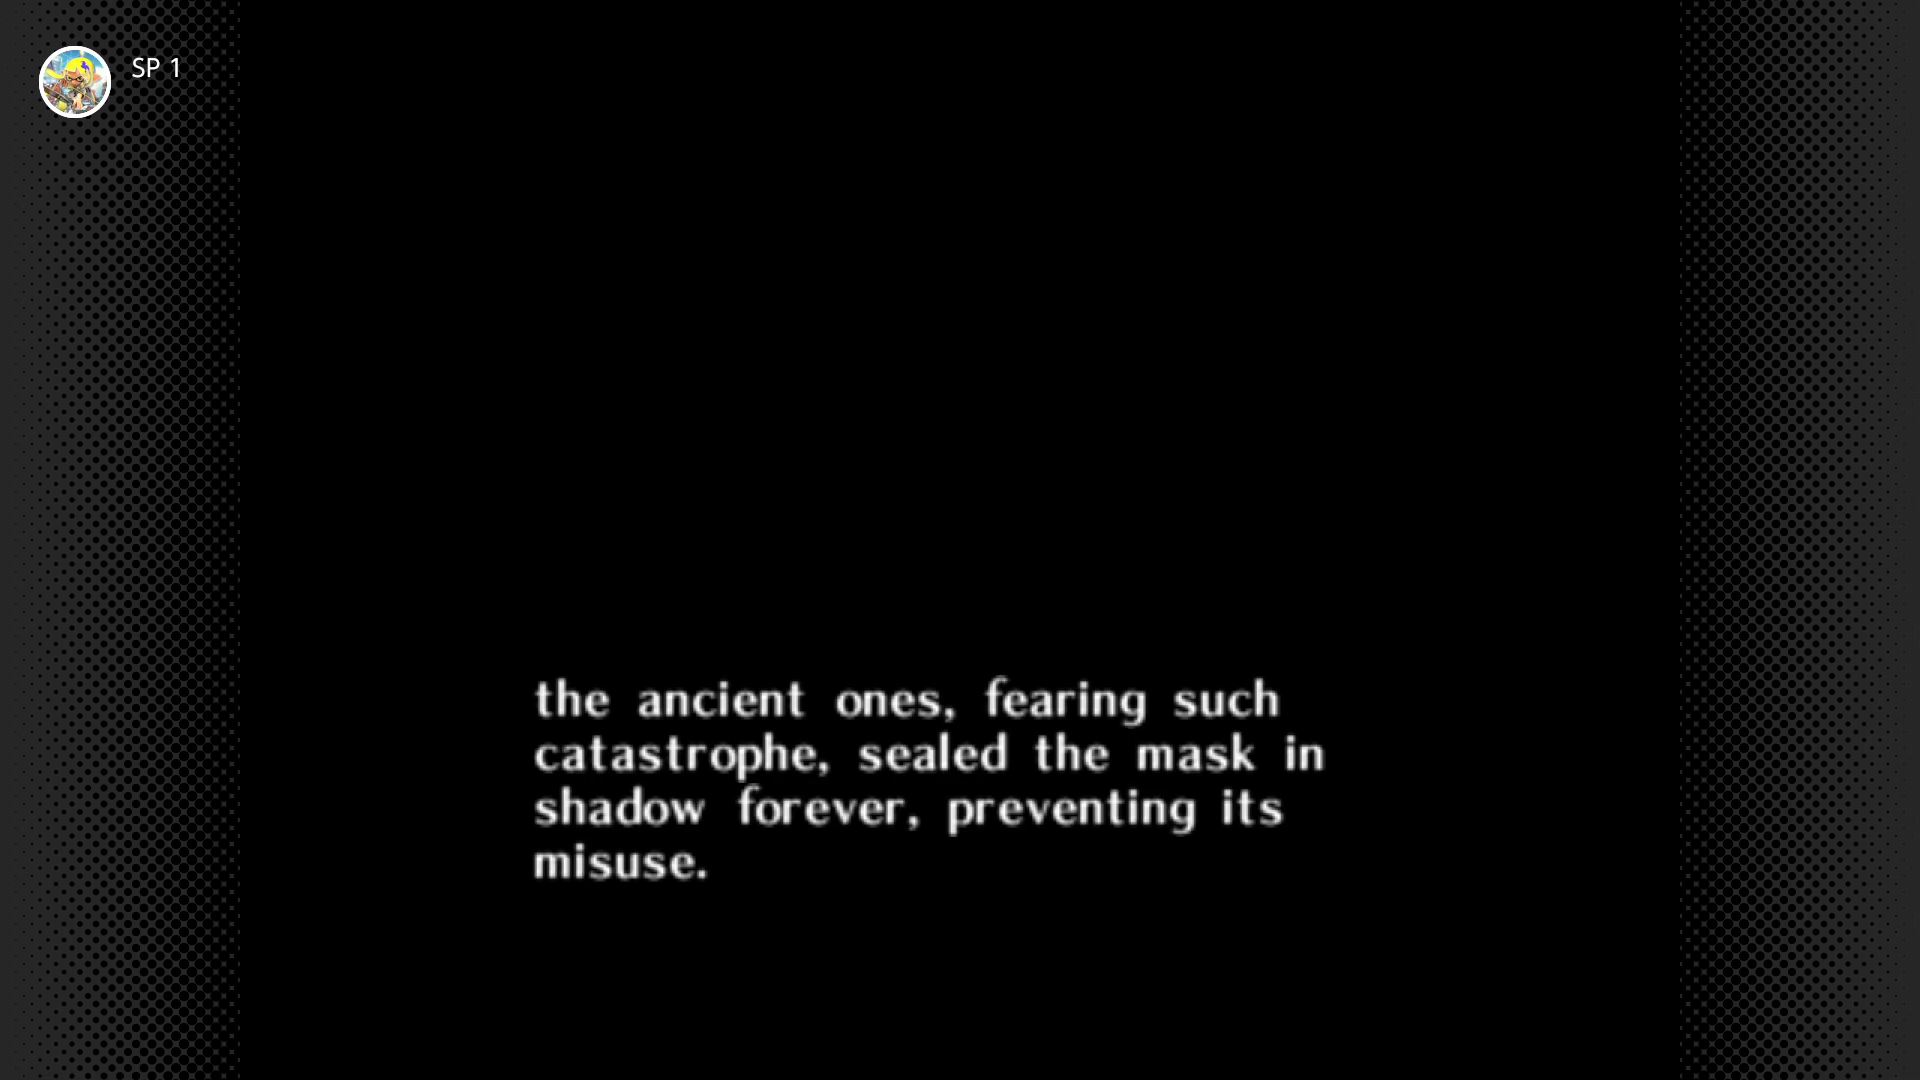 SP 1
the ancient ones, fearing such
catastrophe, sealed the mask in
shadow forever, preventing its
misuse.